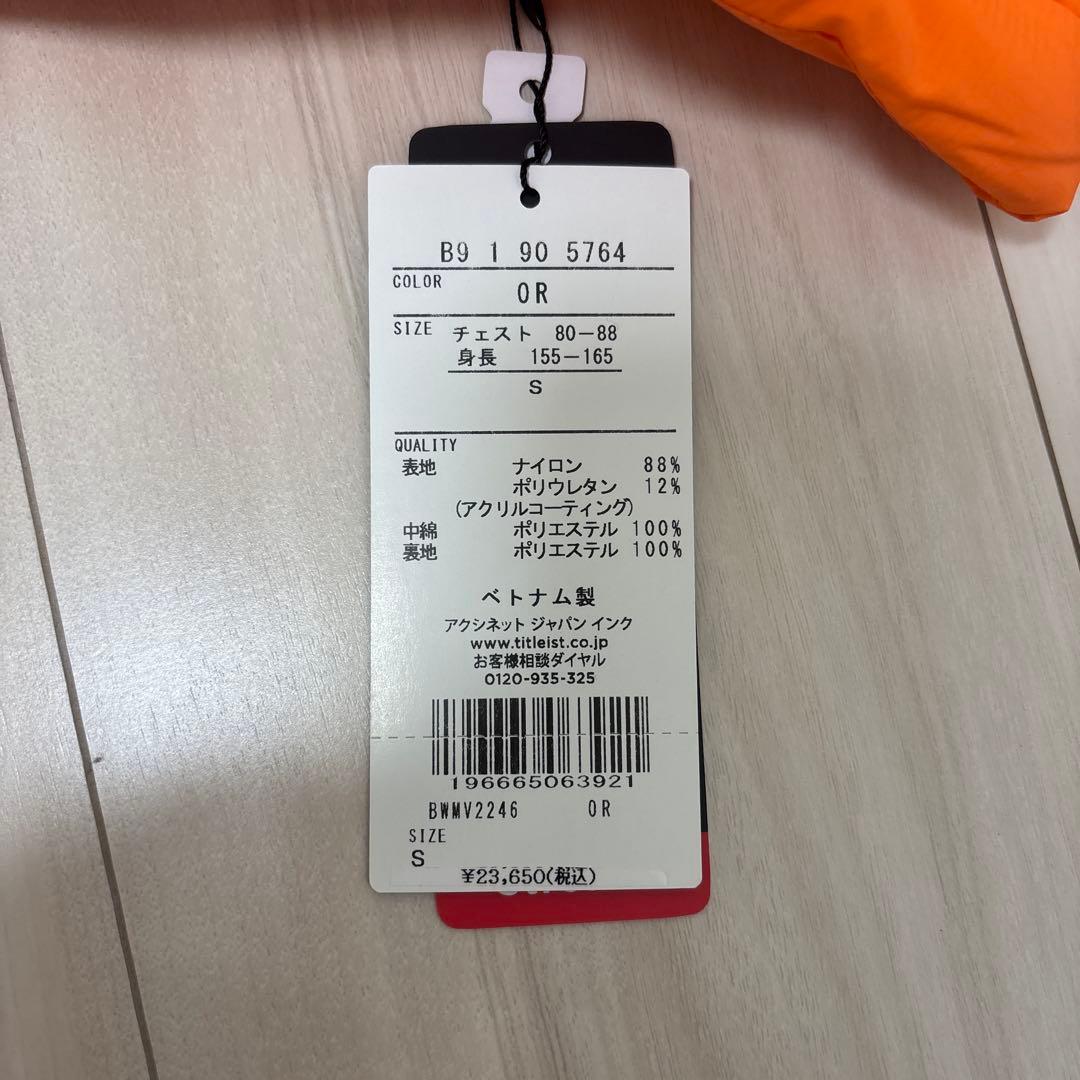 B9 1 90 5764
COLOR
OR
SIZE チェスト 80－88
身長 155－165
S
QUALITY
表地 ナイロン 88%
ポリウレタン 12%
(アクリルコーティング)
中綿 ポリエステル 100%
裏地 ポリエステル 100%
ベトナム製
アクシネット ジャパン インク
www.titleist.co.jp
お客様相談ダイヤル
0120-935-325
196665063921
BWMV2246 OR
SIZE
S
¥23,650(税込)